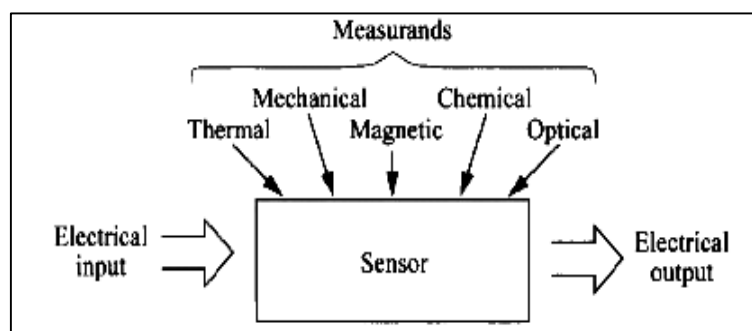 Measurands
Mechanical Chemical
Thermal Magnetic Optical
Electrical
input
Sensor
Electrical
output